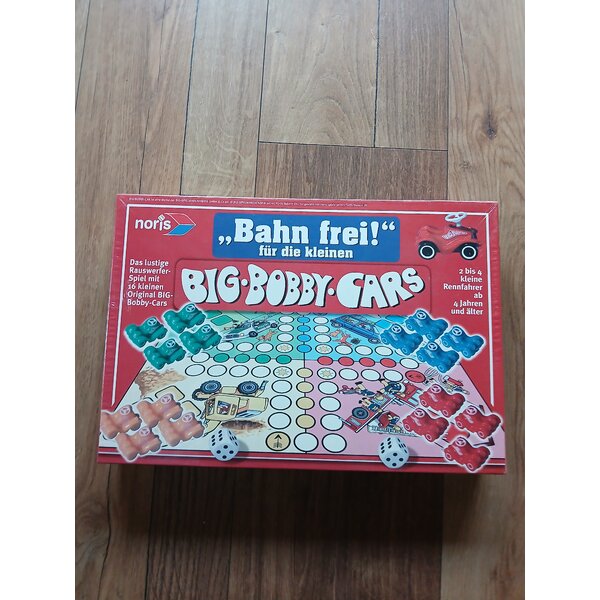 noris
„Bahn frei!“
für die kleinen
BIG·BOBBY·CARS
Das lustige
Rauswerfer-
Spiel mit
16 kleinen
Original BIG-
Bobby-Cars
2 bis 4
kleine
Rennfahrer
ab
4 Jahren
und älter